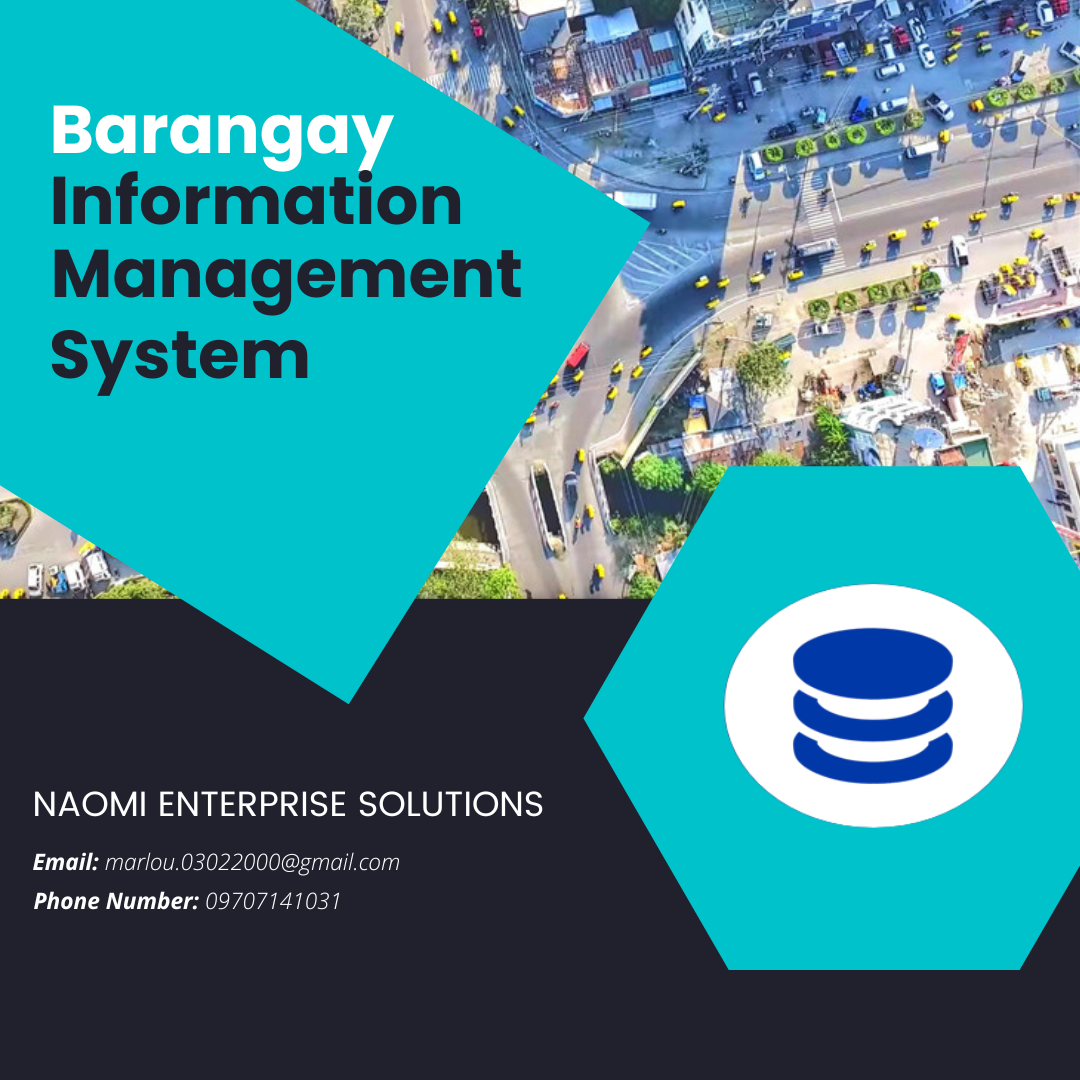 Barangay
Information
Management
System
NAOMI ENTERPRISE SOLUTIONS
Email: marlou.03022000@gmail.com
Phone Number: 09707141031